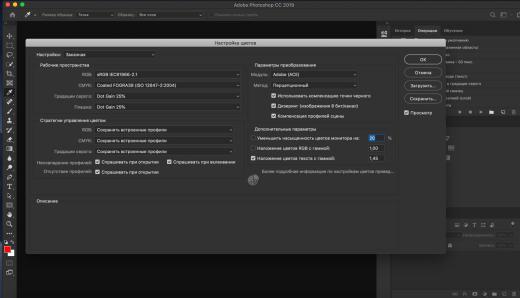 Adobe Photoshop CC 2019
Размер образца: Точка
Образец: Все слои
История
Операции
Обучение
Настройка цветов
Настройки: Заказная
Рабочие пространства
RGB: sRGB IEC61966-2.1
CMYK: Coated FOGRA39 (ISO 12647-2:2004)
Градации серого: Dot Gain 20%
Плашка: Dot Gain 20%
Стратегии управления цветом
RGB: Сохранять встроенные профили
CMYK: Сохранять встроенные профили
Градации серого: Сохранять встроенные профили
Несовпадение профилей: Спрашивать при открытии Спрашивать при вклеивании
Отсутствие профилей: Спрашивать при открытии
Параметры преобразования
Модуль: Adobe (ACE)
Метод: Перцепционный
Использовать компенсацию точки черного
Дизеринг (изображения 8 бит/канал)
Компенсация профилей сцены
Дополнительные параметры
Уменьшить насыщенность цветов монитора на: 20 %
Наложение цветов RGB с гаммой: 1,00
Наложение цветов текста с гаммой: 1,45
Более подробная информация по настройкам цветов привед...
Описание
ОК
Отмена
Загрузить...
Сохранить...
Просмотр